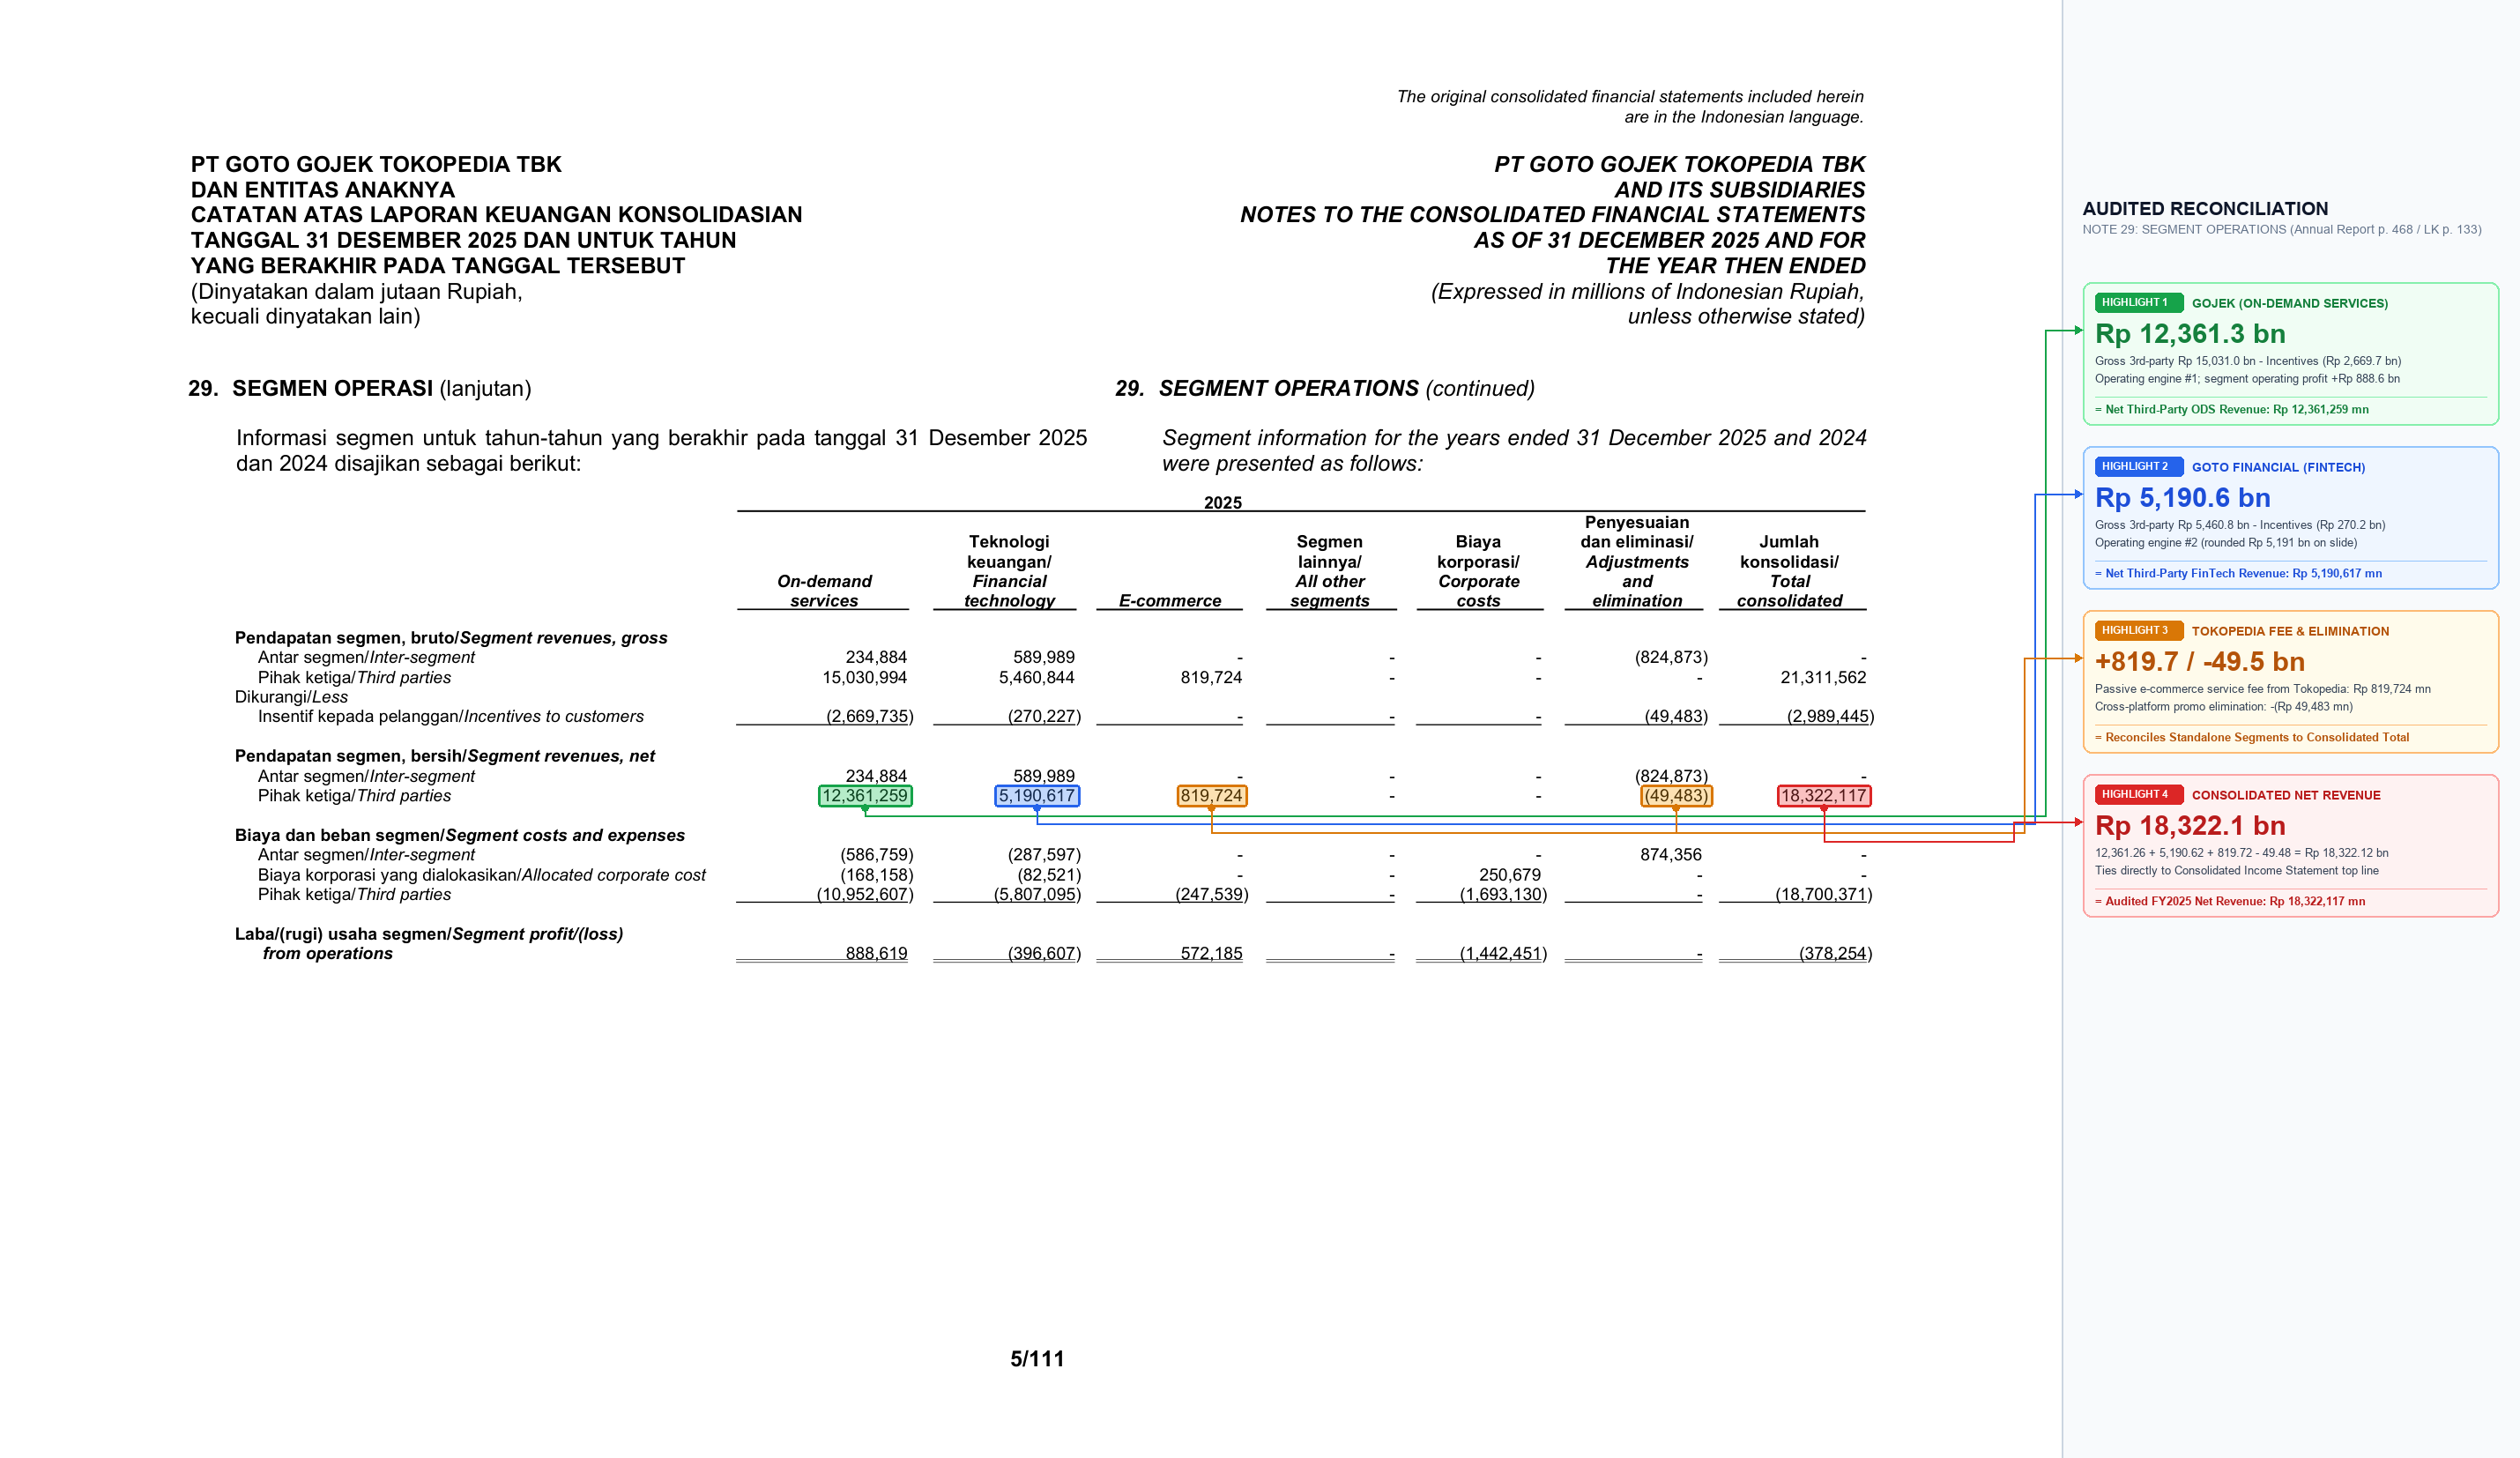 The original consolidated financial statements included herein
are in the Indonesian language.
PT GOTO GOJEK TOKOPEDIA TBK
DAN ENTITAS ANAKNYA
CATATAN ATAS LAPORAN KEUANGAN KONSOLIDASIAN
TANGGAL 31 DESEMBER 2025 DAN UNTUK TAHUN
YANG BERAKHIR PADA TANGGAL TERSEBUT
(Dinyatakan dalam jutaan Rupiah,
kecuali dinyatakan lain)
PT GOTO GOJEK TOKOPEDIA TBK
AND ITS SUBSIDIARIES
NOTES TO THE CONSOLIDATED FINANCIAL STATEMENTS
AS OF 31 DECEMBER 2025 AND FOR
THE YEAR THEN ENDED
(Expressed in millions of Indonesian Rupiah,
unless otherwise stated)
29. SEGMEN OPERASI (lanjutan)
29. SEGMENT OPERATIONS (continued)
Informasi segmen untuk tahun-tahun yang berakhir pada tanggal 31 Desember 2025
dan 2024 disajikan sebagai berikut:
Segment information for the years ended 31 December 2025 and 2024
were presented as follows:
2025
On-demand
services
Teknologi
keuangan/
Financial
technology
E-commerce
Segmen
lainnya/
All other
segments
Biaya
korporasi/
Corporate
costs
Penyesuaian
dan eliminasi/
Adjustments
and
elimination
Jumlah
konsolidasi/
Total
consolidated
Pendapatan segmen, bruto/Segment revenues, gross
Antar segmen/Inter-segment 234,884 589,989 - - - (824,873) -
Pihak ketiga/Third parties 15,030,994 5,460,844 819,724 - - - 21,311,562
Dikurangi/Less
Insentif kepada pelanggan/Incentives to customers (2,669,735) (270,227) - - - (49,483) (2,989,445)
Pendapatan segmen, bersih/Segment revenues, net
Antar segmen/Inter-segment 234,884 589,989 - - - (824,873) -
Pihak ketiga/Third parties 12,361,259 5,190,617 819,724 - - (49,483) 18,322,117
Biaya dan beban segmen/Segment costs and expenses
Antar segmen/Inter-segment (586,759) (287,597) - - - 874,356 -
Biaya korporasi yang dialokasikan/Allocated corporate cost (168,158) (82,521) - - 250,679 - -
Pihak ketiga/Third parties (10,952,607) (5,807,095) (247,539) - (1,693,130) - (18,700,371)
Laba/(rugi) usaha segmen/Segment profit/(loss)
from operations 888,619 (396,607) 572,185 - (1,442,451) - (378,254)
5/111
AUDITED RECONCILIATION
NOTE 29: SEGMENT OPERATIONS (Annual Report p. 468 / LK p. 133)
HIGHLIGHT 1 GOJEK (ON-DEMAND SERVICES)
Rp 12,361.3 bn
Gross 3rd-party Rp 15,031.0 bn - Incentives (Rp 2,669.7 bn)
Operating engine #1; segment operating profit +Rp 888.6 bn
= Net Third-Party ODS Revenue: Rp 12,361,259 mn
HIGHLIGHT 2 GOTO FINANCIAL (FINTECH)
Rp 5,190.6 bn
Gross 3rd-party Rp 5,460.8 bn - Incentives (Rp 270.2 bn)
Operating engine #2 (rounded Rp 5,191 bn on slide)
= Net Third-Party FinTech Revenue: Rp 5,190,617 mn
HIGHLIGHT 3 TOKOPEDIA FEE & ELIMINATION
+819.7 / -49.5 bn
Passive e-commerce service fee from Tokopedia: Rp 819,724 mn
Cross-platform promo elimination: -(Rp 49,483 mn)
= Reconciles Standalone Segments to Consolidated Total
HIGHLIGHT 4 CONSOLIDATED NET REVENUE
Rp 18,322.1 bn
12,361.26 + 5,190.62 + 819.72 - 49.48 = Rp 18,322.12 bn
Ties directly to Consolidated Income Statement top line
= Audited FY2025 Net Revenue: Rp 18,322,117 mn